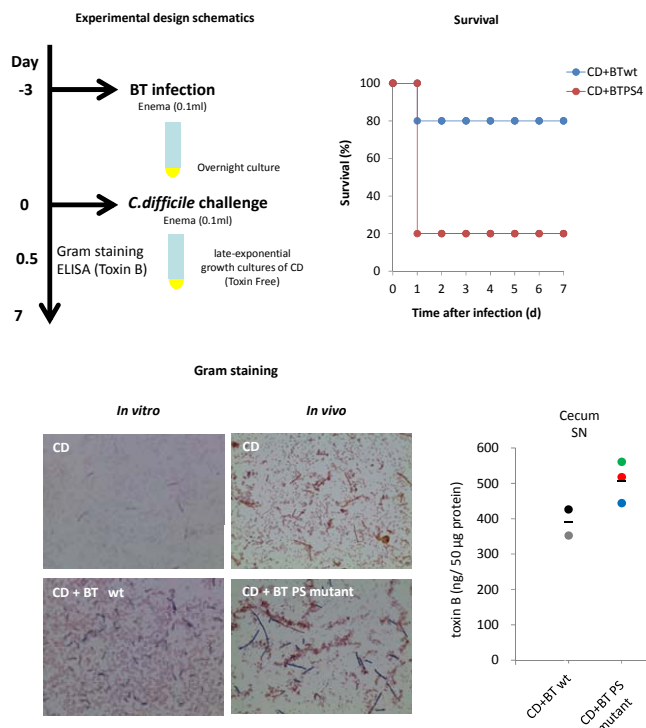 Experimental design schematics
Day
-3
BT infection
Enema (0.1ml)
Overnight culture
0
C.difficile challenge
Enema (0.1ml)
0.5
Gram staining
ELISA (Toxin B)
late-exponential
growth cultures of CD
(Toxin Free)
7
Survival
CD+BTwt
CD+BTPS4
100
80
60
40
20
0
Survival (%)
0 1 2 3 4 5 6 7
Time after infection (d)
Gram staining
In vitro
In vivo
CD
CD
CD + BT wt
CD + BT PS mutant
Cecum
SN
600
500
400
300
200
100
0
toxin B (ng/ 50 µg protein)
CD+BT wt
CD+BT PS
mutant